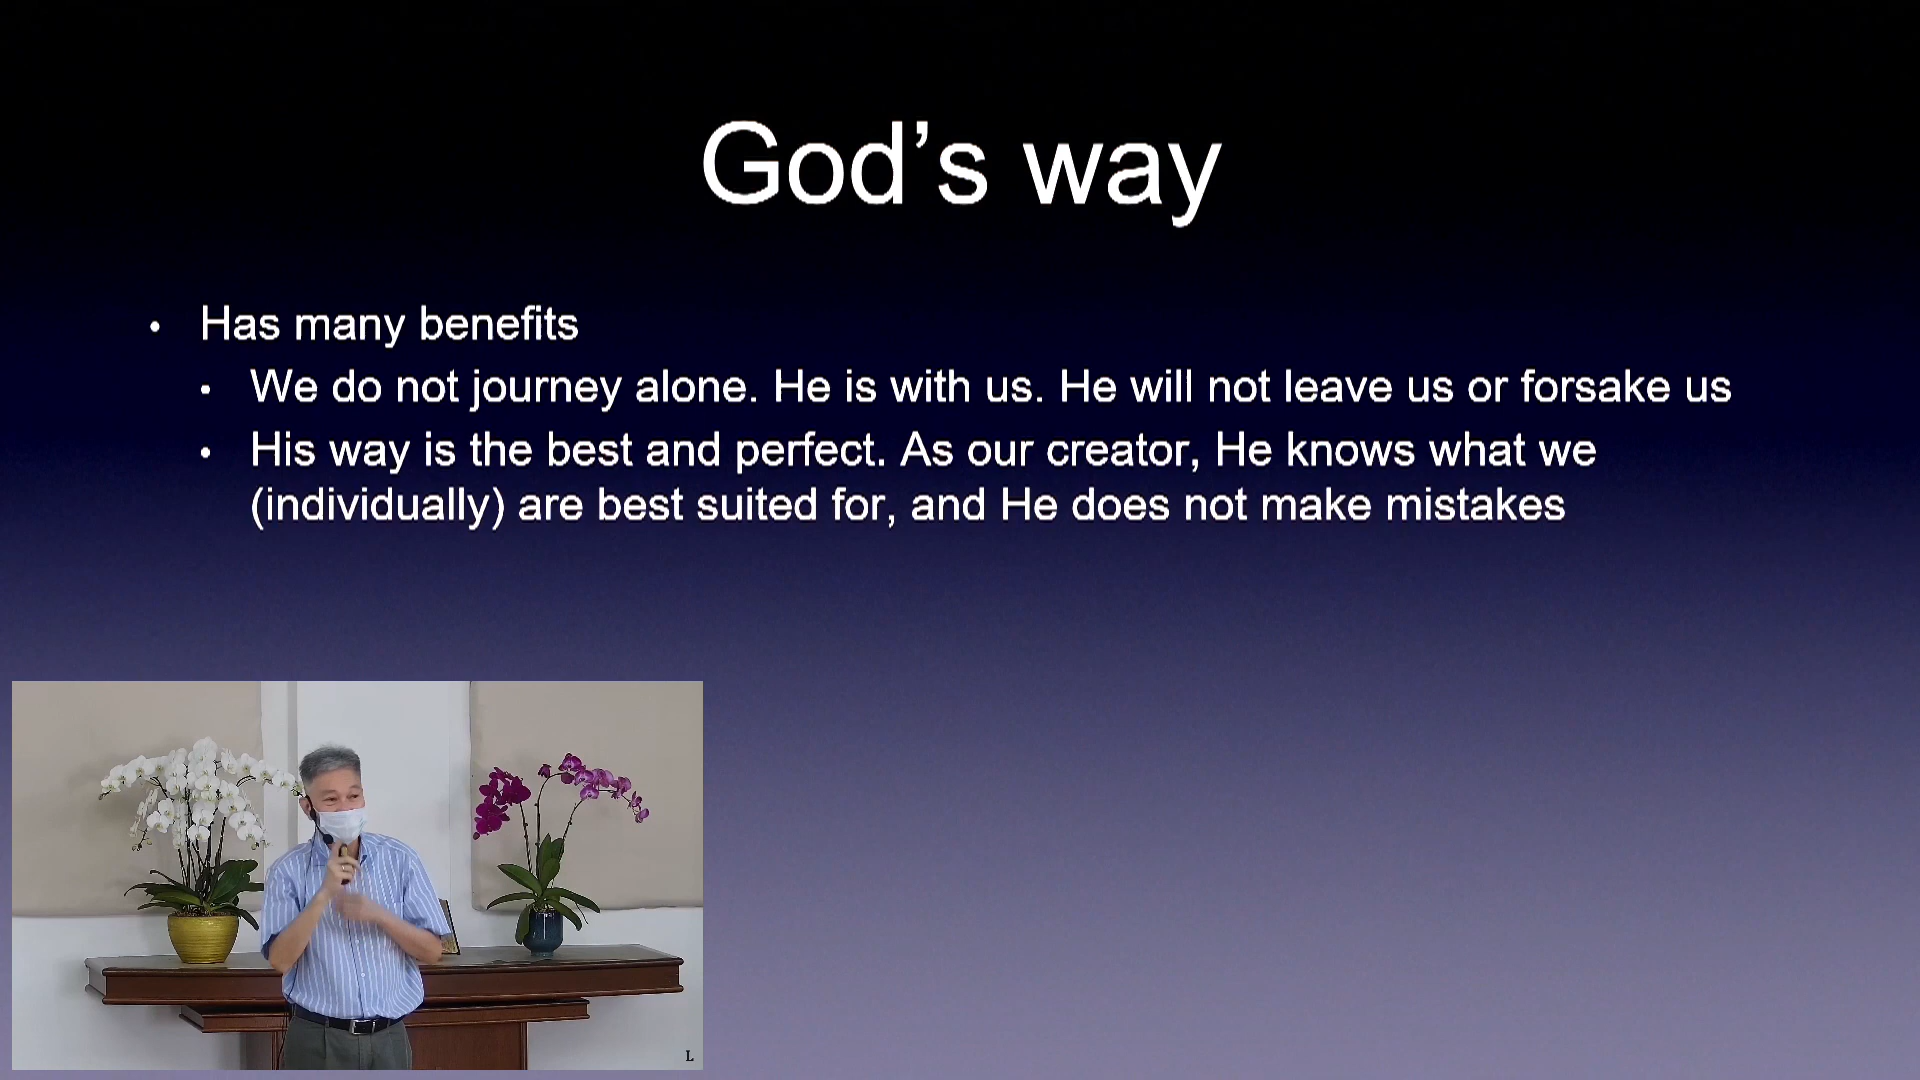 God’s way
• Has many benefits
• We do not journey alone. He is with us. He will not leave us or forsake us
• His way is the best and perfect. As our creator, He knows what we
(individually) are best suited for, and He does not make mistakes
L